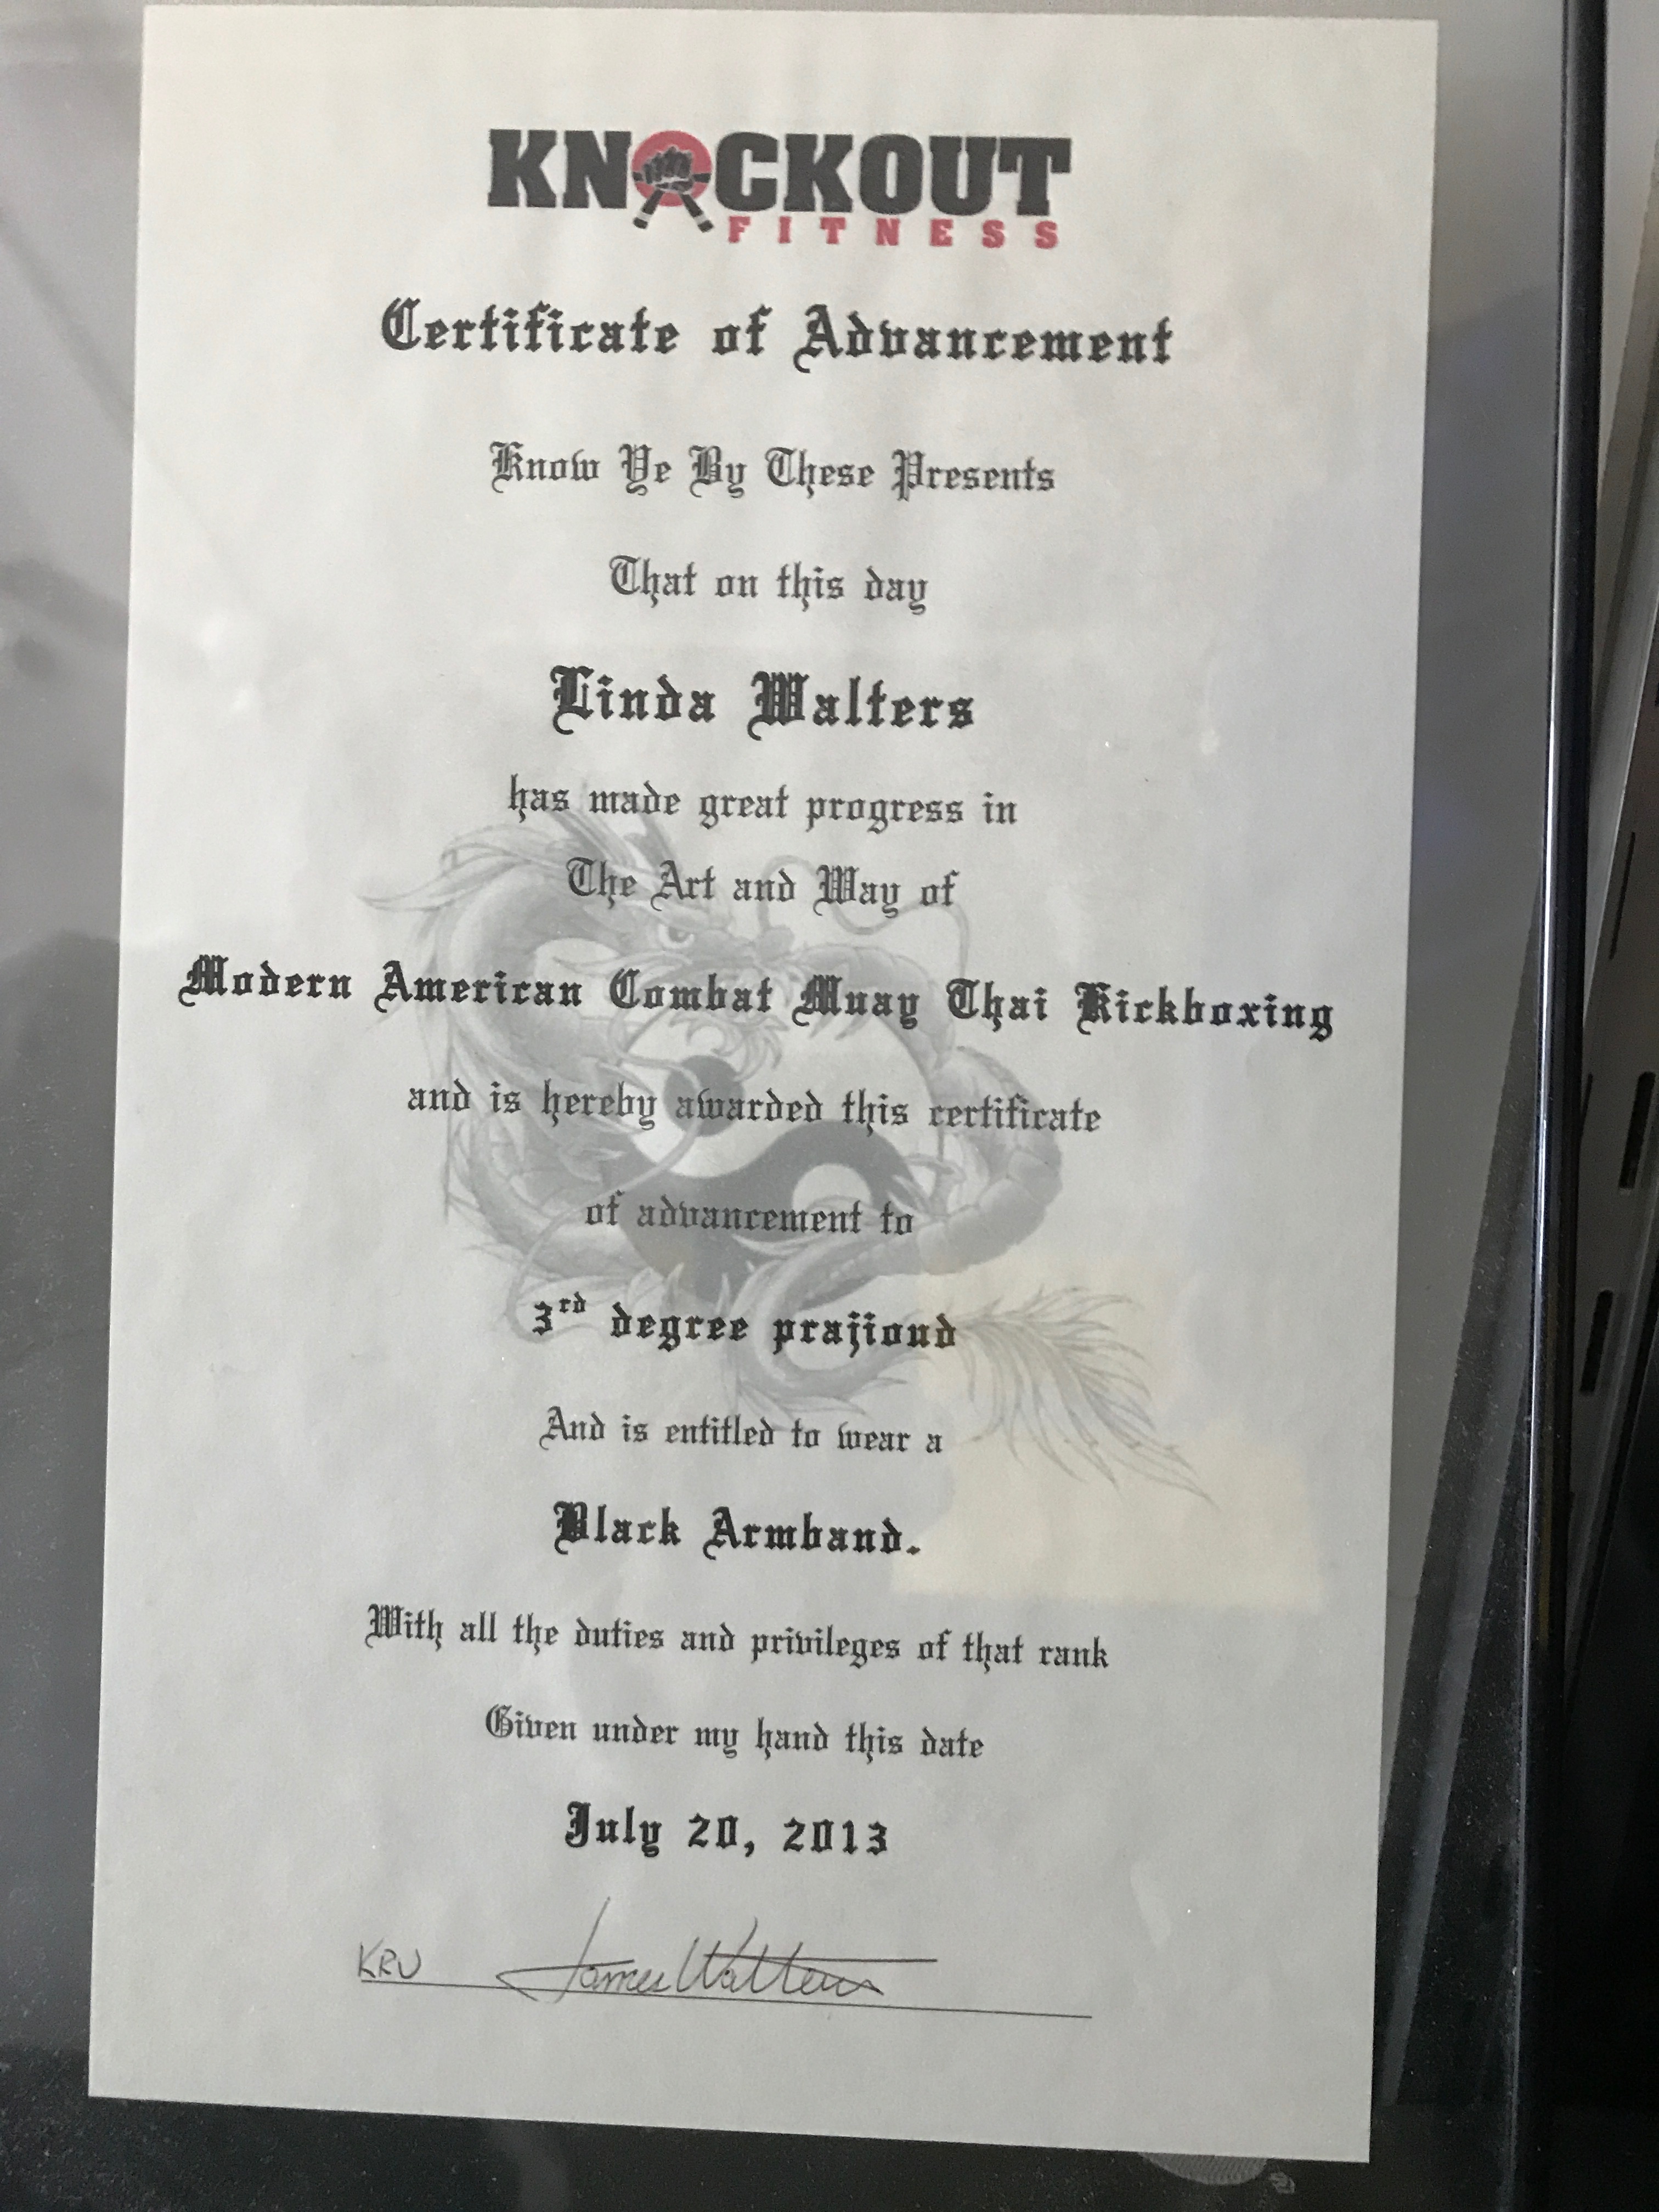 KNOCKOUT
FITNESS
Certificate of Advancement
Know Ye By These Presents
That on this day
Linda Walters
has made great progress in
The Art and Way of
Modern American Combat Muay Thai Kickboxing
and is hereby awarded this certificate
of advancement to
3rd degree prajioud
And is entitled to wear a
Black Armband.
With all the duties and privileges of that rank
Given under my hand this date
July 20, 2013
KRU James Walters